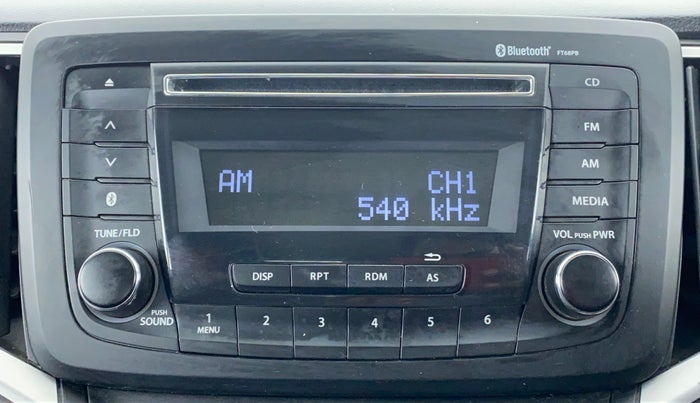 Bluetooth® FT68PB
CD
FM
AM
AM CH1
540 kHz
MEDIA
TUNE/FLD
VOL PUSH PWR
DISP RPT RDM AS
PUSH SOUND
1 MENU 2 3 4 5 6